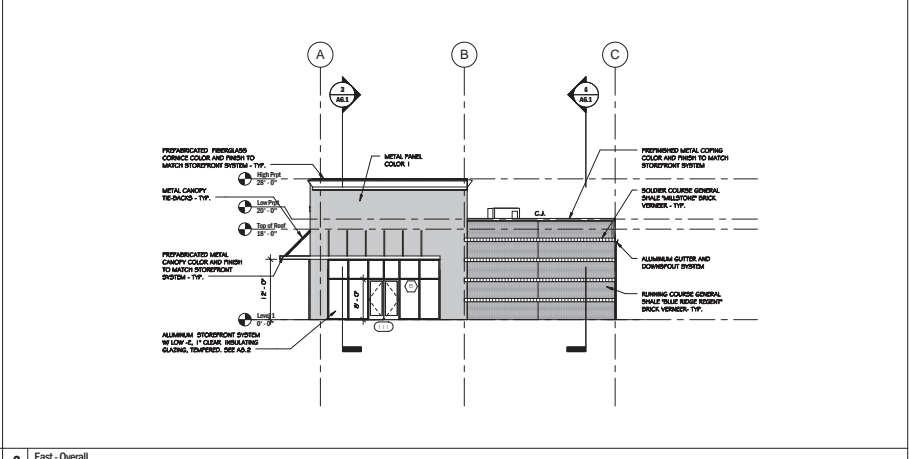 A
B
C
3
A6.1
4
A6.1
PREFABRICATED FIBERGLASS
CORNICE COLOR AND FINISH TO
MATCH STOREFRONT SYSTEM - TYP.
METAL PANEL
COLOR 1
PREFINISHED METAL COPING
COLOR AND FINISH TO MATCH
STOREFRONT SYSTEM
High Prpt
28' - 0"
METAL CANOPY
TIE-BACKS - TYP.
SOLDIER COURSE GENERAL
SHALE "MILLSTONE" BRICK
VERNEER - TYP.
Low Prpt
20' - 0"
C.J.
Top of Roof
18' - 0"
PREFABRICATED METAL
CANOPY COLOR AND FINISH
TO MATCH STOREFRONT
SYSTEM - TYP.
ALUMINUM GUTTER AND
DOWNSPOUT SYSTEM
12' - 0"
8' - 0"
B
RUNNING COURSE GENERAL
SHALE "BLUE RIDGE REGENT"
BRICK VERNEER- TYP.
Level 1
0' - 0"
111
ALUMINUM STOREFRONT SYSTEM
W/ LOW -E, 1" CLEAR INSULATING
GLAZING, TEMPERED. SEE A8.2
East - Overall